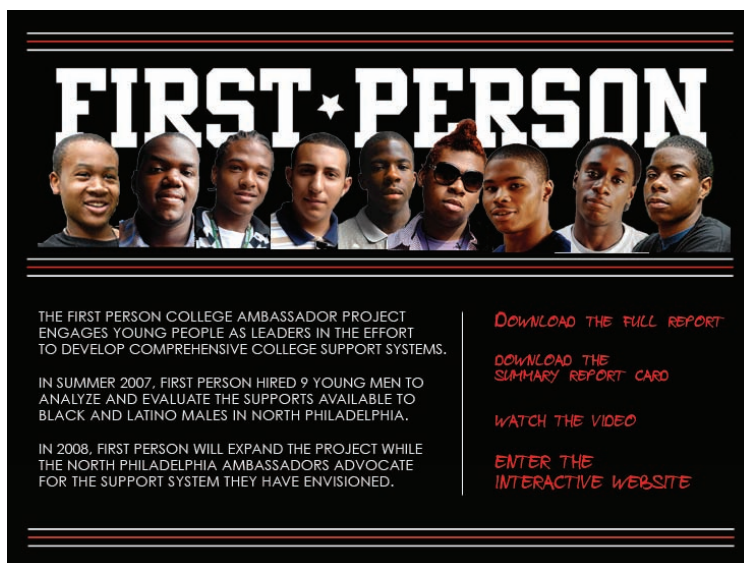 FIRST★PERSON
THE FIRST PERSON COLLEGE AMBASSADOR PROJECT
ENGAGES YOUNG PEOPLE AS LEADERS IN THE EFFORT
TO DEVELOP COMPREHENSIVE COLLEGE SUPPORT SYSTEMS.
IN SUMMER 2007, FIRST PERSON HIRED 9 YOUNG MEN TO
ANALYZE AND EVALUATE THE SUPPORTS AVAILABLE TO
BLACK AND LATINO MALES IN NORTH PHILADELPHIA.
IN 2008, FIRST PERSON WILL EXPAND THE PROJECT WHILE
THE NORTH PHILADELPHIA AMBASSADORS ADVOCATE
FOR THE SUPPORT SYSTEM THEY HAVE ENVISIONED.
DOWNLOAD THE FULL REPORT
DOWNLOAD THE
SUMMARY REPORT CARD
WATCH THE VIDEO
ENTER THE
INTERACTIVE WEBSITE